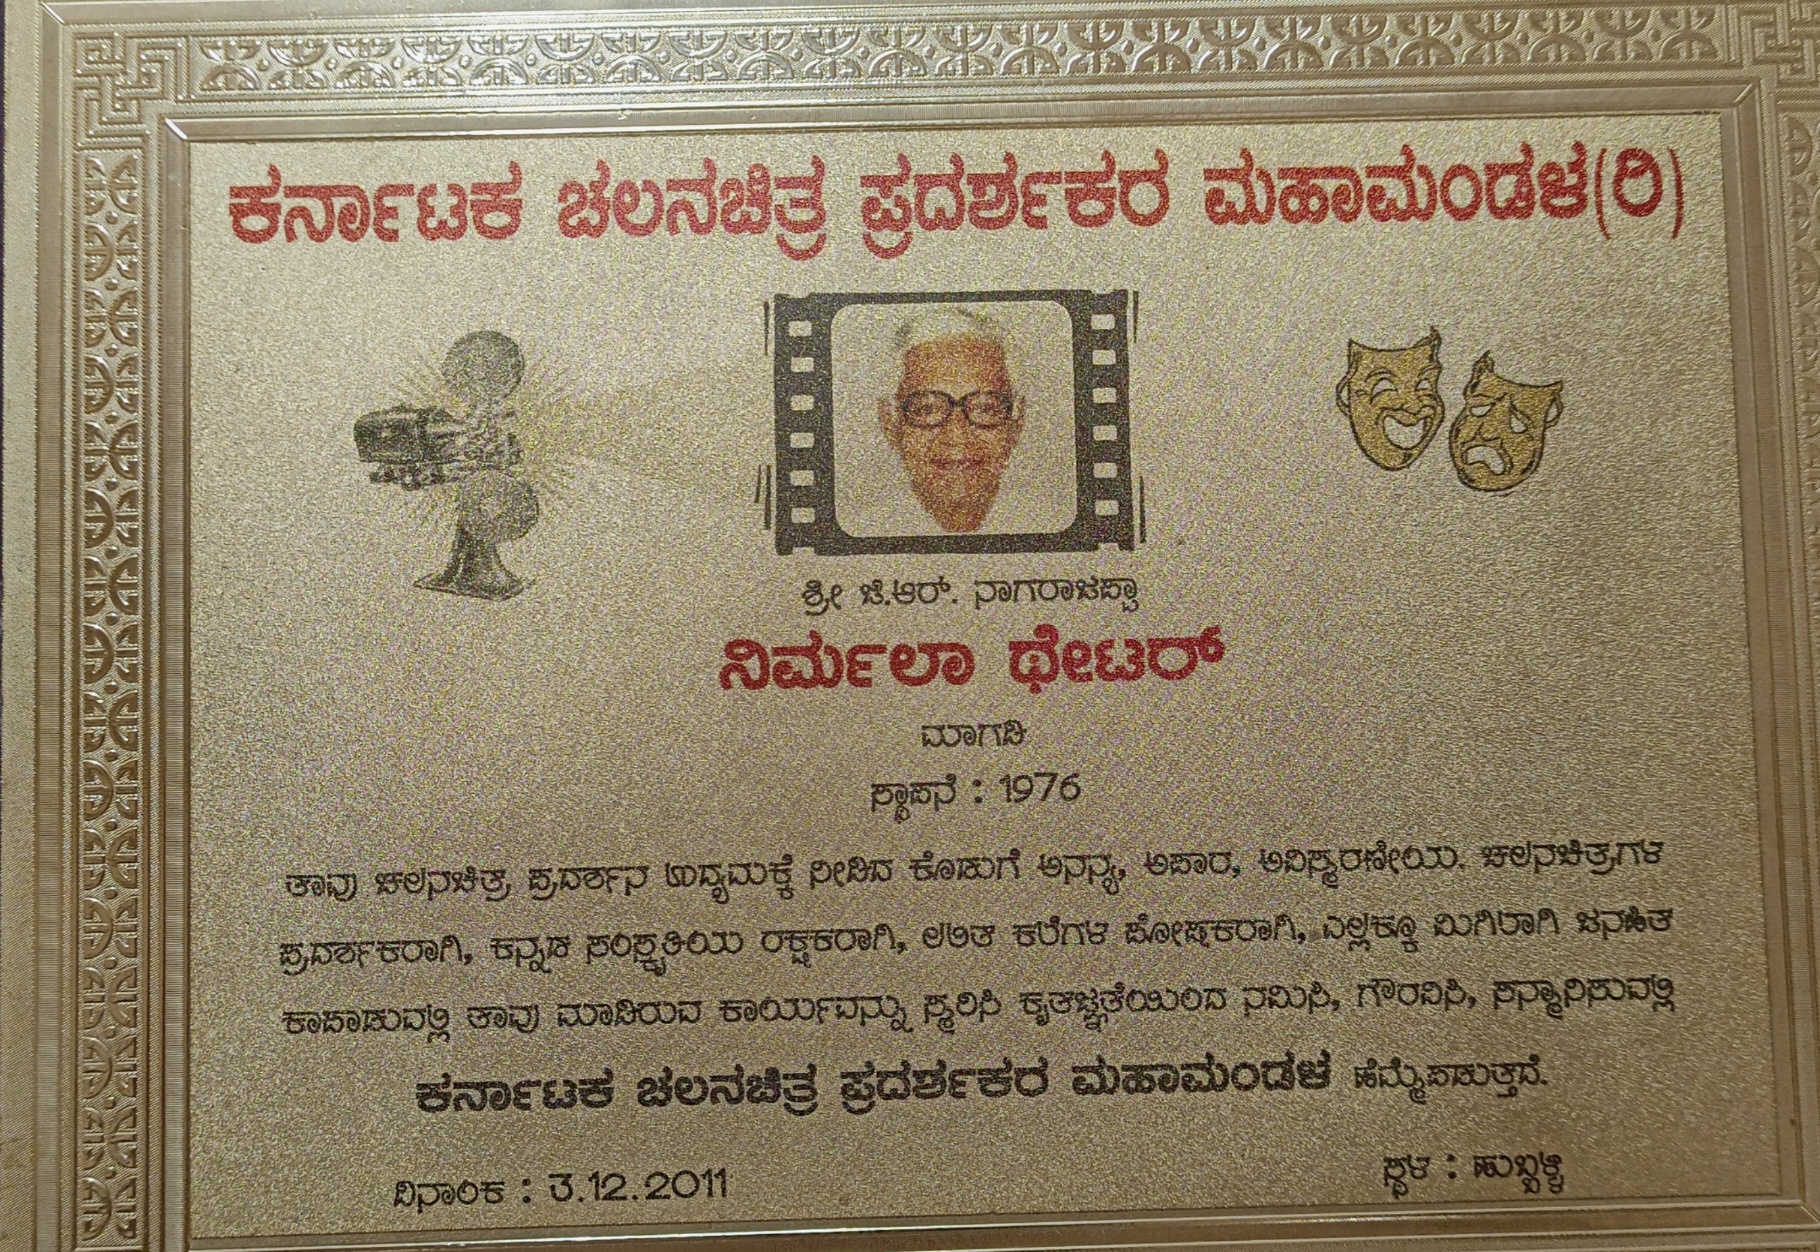 ಕರ್ನಾಟಕ ಚಲನಚಿತ್ರ ಪ್ರದರ್ಶಕರ ಮಹಾಮಂಡಳ(ರಿ)
ಶ್ರೀ ಜಿ.ಆರ್. ನಾಗರಾಜಪ್ಪಾ
ನಿರ್ಮಲಾ ಥೇಟರ್
ಮಾಗಡಿ
ಸ್ಥಾಪನೆ : 1976
ತಾವು ಚಲನಚಿತ್ರ ಪ್ರದರ್ಶನ ಉದ್ಯಮಕ್ಕೆ ನೀಡಿದ ಕೊಡುಗೆ ಅನನ್ಯ, ಅಪಾರ, ಅವಿಸ್ಮರಣೀಯ. ಚಲನಚಿತ್ರಗಳ
ಪ್ರದರ್ಶಕರಾಗಿ, ಕನ್ನಡ ಸಂಸ್ಕೃತಿಯ ರಕ್ಷಕರಾಗಿ, ಲಲಿತ ಕಲೆಗಳ ಪೋಷಕರಾಗಿ, ಎಲ್ಲಕ್ಕೂ ಮಿಗಿಲಾಗಿ ಜನಹಿತ
ಕಾಪಾಡುವಲ್ಲಿ ತಾವು ಮಾಡಿರುವ ಕಾರ್ಯವನ್ನು ಸ್ಮರಿಸಿ ಕೃತಜ್ಞತೆಯಿಂದ ನಮಿಸಿ, ಗೌರವಿಸಿ, ಸನ್ಮಾನಿಸುವಲ್ಲಿ
ಕರ್ನಾಟಕ ಚಲನಚಿತ್ರ ಪ್ರದರ್ಶಕರ ಮಹಾಮಂಡಳ ಹೆಮ್ಮೆಪಡುತ್ತದೆ.
ದಿನಾಂಕ : 3.12.2011 ಸ್ಥಳ : ಹುಬ್ಬಳ್ಳಿ